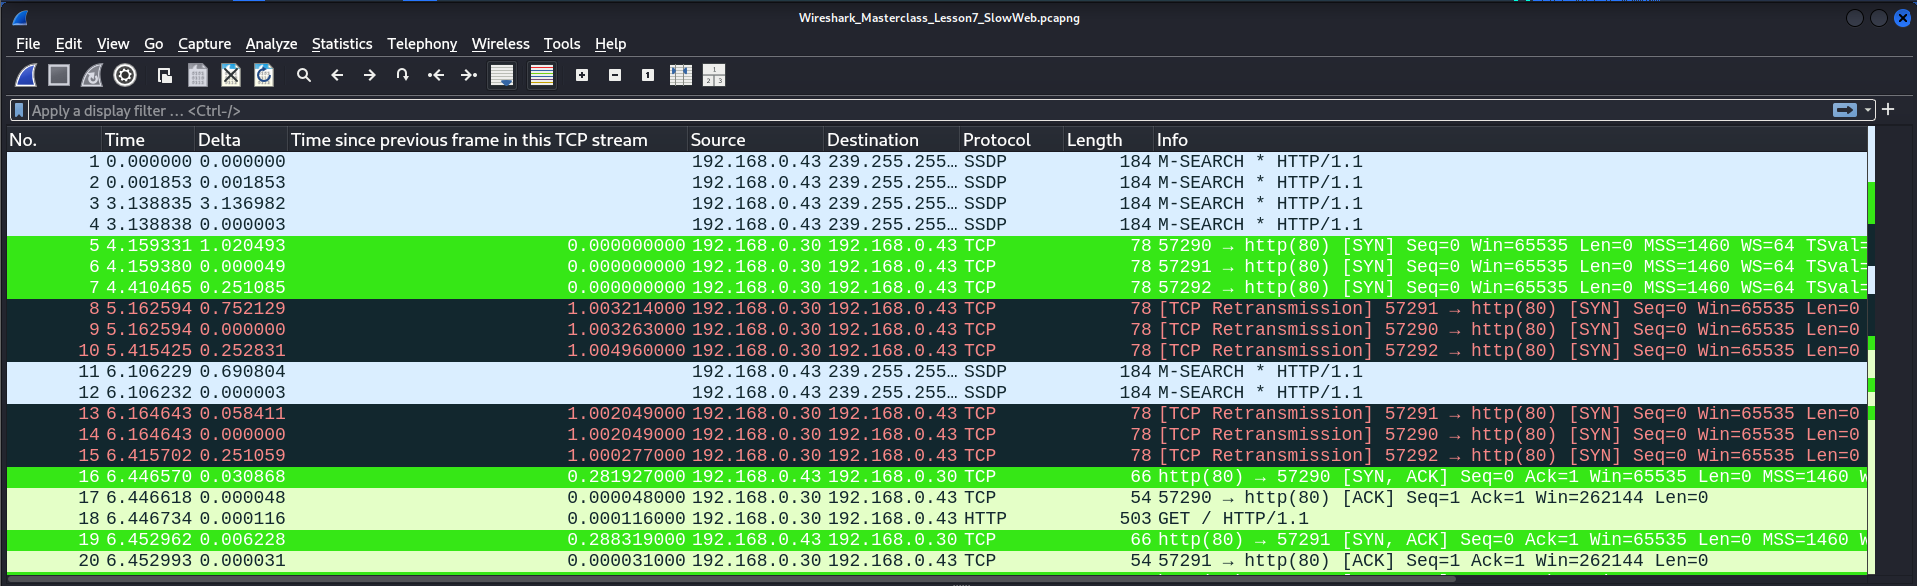 Wireshark_Masterclass_Lesson7_SlowWeb.pcapng
File Edit View Go Capture Analyze Statistics Telephony Wireless Tools Help
Apply a display filter … <Ctrl-/>
No. Time Delta Time since previous frame in this TCP stream Source Destination Protocol Length Info
1 0.000000 0.000000 192.168.0.43 239.255.255… SSDP 184 M-SEARCH * HTTP/1.1
2 0.001853 0.001853 192.168.0.43 239.255.255… SSDP 184 M-SEARCH * HTTP/1.1
3 3.138835 3.136982 192.168.0.43 239.255.255… SSDP 184 M-SEARCH * HTTP/1.1
4 3.138838 0.000003 192.168.0.43 239.255.255… SSDP 184 M-SEARCH * HTTP/1.1
5 4.159331 1.020493 0.000000000 192.168.0.30 192.168.0.43 TCP 78 57290 → http(80) [SYN] Seq=0 Win=65535 Len=0 MSS=1460 WS=64 TSval=
6 4.159380 0.000049 0.000000000 192.168.0.30 192.168.0.43 TCP 78 57291 → http(80) [SYN] Seq=0 Win=65535 Len=0 MSS=1460 WS=64 TSval=
7 4.410465 0.251085 0.000000000 192.168.0.30 192.168.0.43 TCP 78 57292 → http(80) [SYN] Seq=0 Win=65535 Len=0 MSS=1460 WS=64 TSval=
8 5.162594 0.752129 1.003214000 192.168.0.30 192.168.0.43 TCP 78 [TCP Retransmission] 57291 → http(80) [SYN] Seq=0 Win=65535 Len=0
9 5.162594 0.000000 1.003263000 192.168.0.30 192.168.0.43 TCP 78 [TCP Retransmission] 57290 → http(80) [SYN] Seq=0 Win=65535 Len=0
10 5.415425 0.252831 1.004960000 192.168.0.30 192.168.0.43 TCP 78 [TCP Retransmission] 57292 → http(80) [SYN] Seq=0 Win=65535 Len=0
11 6.106229 0.690804 192.168.0.43 239.255.255… SSDP 184 M-SEARCH * HTTP/1.1
12 6.106232 0.000003 192.168.0.43 239.255.255… SSDP 184 M-SEARCH * HTTP/1.1
13 6.164643 0.058411 1.002049000 192.168.0.30 192.168.0.43 TCP 78 [TCP Retransmission] 57291 → http(80) [SYN] Seq=0 Win=65535 Len=0
14 6.164643 0.000000 1.002049000 192.168.0.30 192.168.0.43 TCP 78 [TCP Retransmission] 57290 → http(80) [SYN] Seq=0 Win=65535 Len=0
15 6.415702 0.251059 1.000277000 192.168.0.30 192.168.0.43 TCP 78 [TCP Retransmission] 57292 → http(80) [SYN] Seq=0 Win=65535 Len=0
16 6.446570 0.030868 0.281927000 192.168.0.43 192.168.0.30 TCP 66 http(80) → 57290 [SYN, ACK] Seq=0 Ack=1 Win=65535 Len=0 MSS=1460 W
17 6.446618 0.000048 0.000048000 192.168.0.30 192.168.0.43 TCP 54 57290 → http(80) [ACK] Seq=1 Ack=1 Win=262144 Len=0
18 6.446734 0.000116 0.000116000 192.168.0.30 192.168.0.43 HTTP 503 GET / HTTP/1.1
19 6.452962 0.006228 0.288319000 192.168.0.43 192.168.0.30 TCP 66 http(80) → 57291 [SYN, ACK] Seq=0 Ack=1 Win=65535 Len=0 MSS=1460 W
20 6.452993 0.000031 0.000031000 192.168.0.30 192.168.0.43 TCP 54 57291 → http(80) [ACK] Seq=1 Ack=1 Win=262144 Len=0